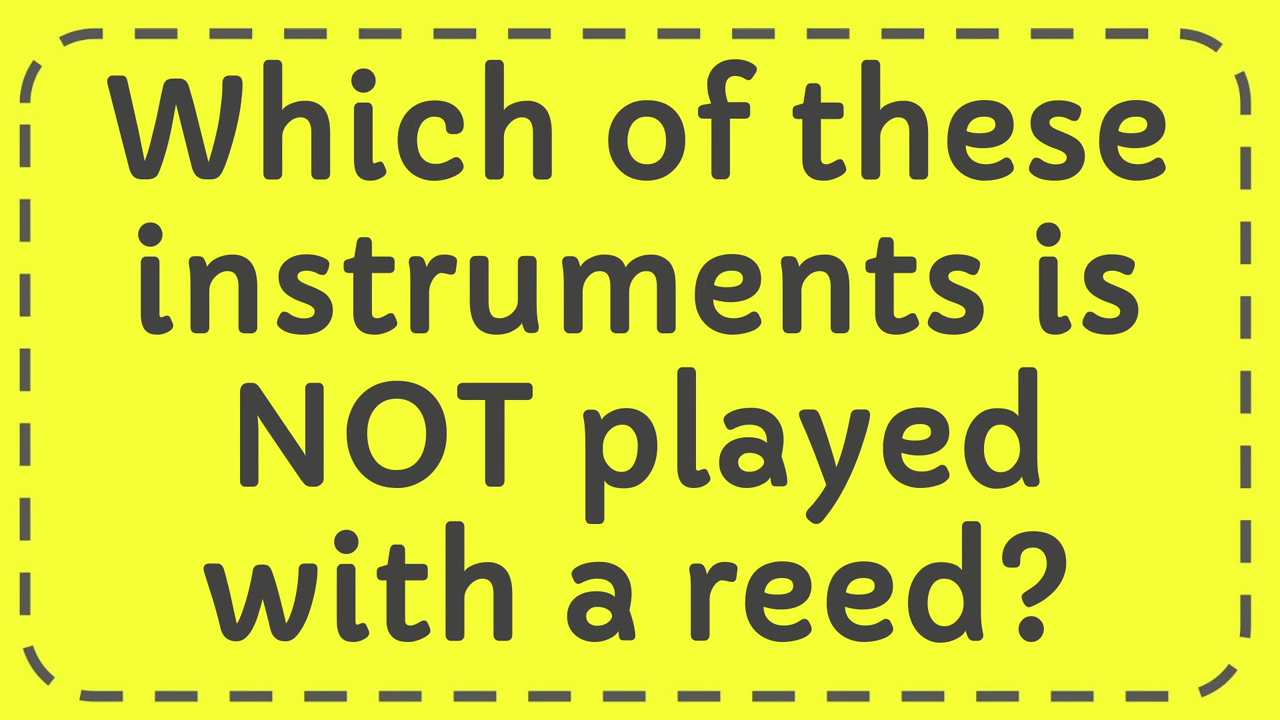 Which of these
instruments is
NOT played
with a reed?